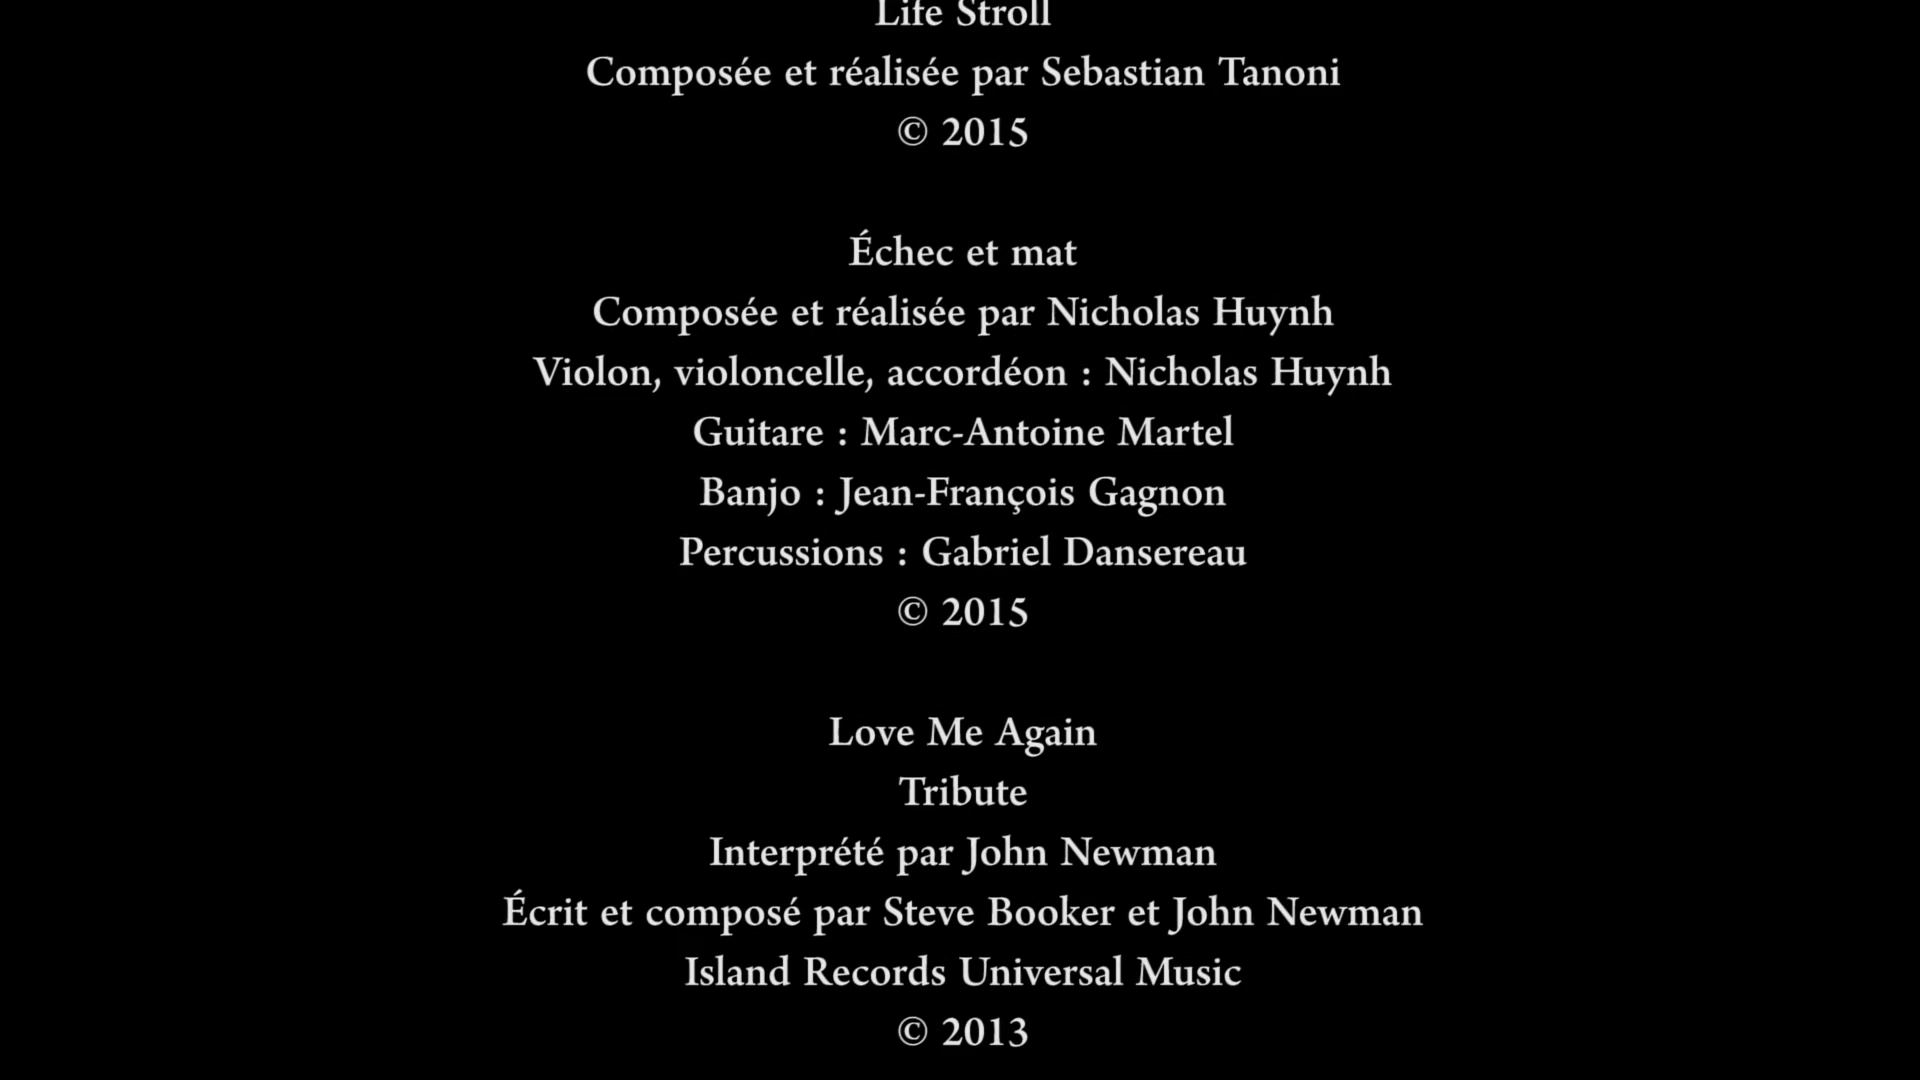 Life Stroll
Composée et réalisée par Sebastian Tanoni
© 2015
Échec et mat
Composée et réalisée par Nicholas Huynh
Violon, violoncelle, accordéon : Nicholas Huynh
Guitare : Marc-Antoine Martel
Banjo : Jean-François Gagnon
Percussions : Gabriel Dansereau
© 2015
Love Me Again
Tribute
Interprété par John Newman
Écrit et composé par Steve Booker et John Newman
Island Records Universal Music
© 2013